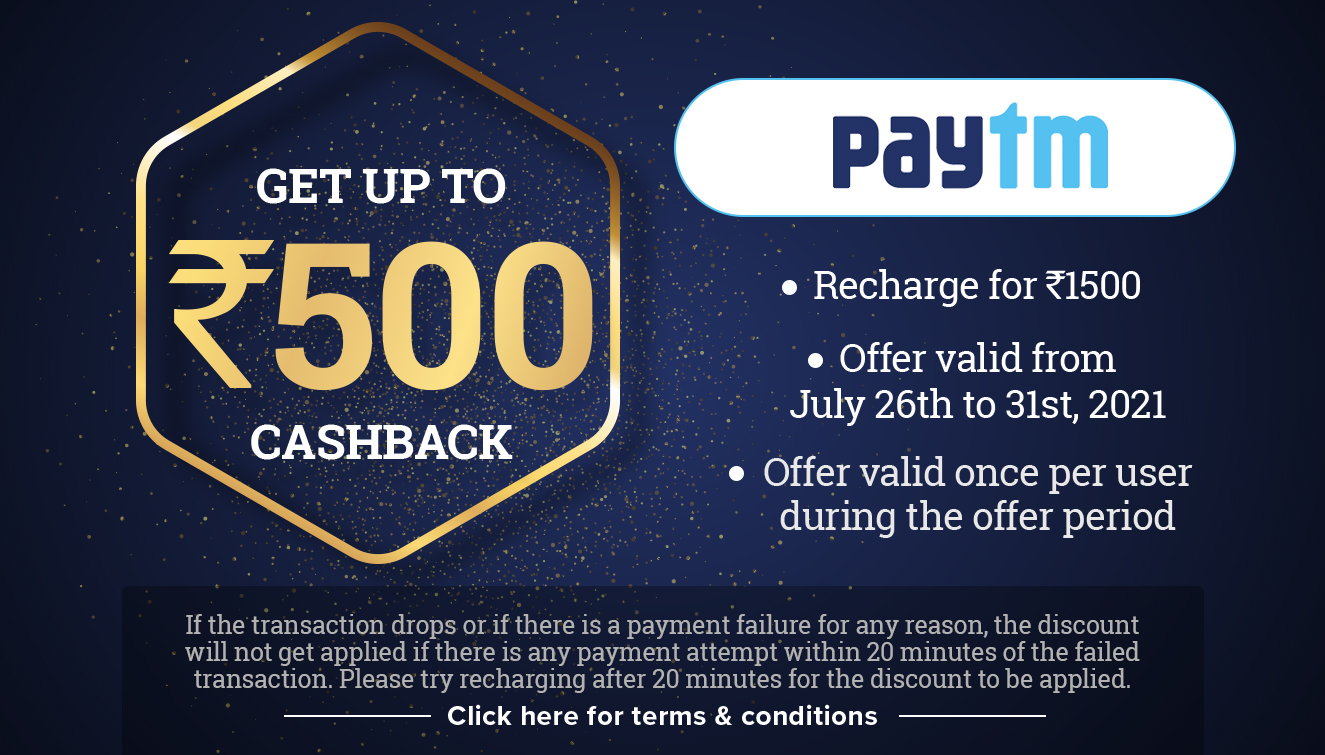 GET UP TO
₹500
CASHBACK
paytm
• Recharge for ₹1500
• Offer valid from
July 26th to 31st, 2021
• Offer valid once per user
during the offer period
If the transaction drops or if there is a payment failure for any reason, the discount
will not get applied if there is any payment attempt within 20 minutes of the failed
transaction. Please try recharging after 20 minutes for the discount to be applied.
Click here for terms & conditions